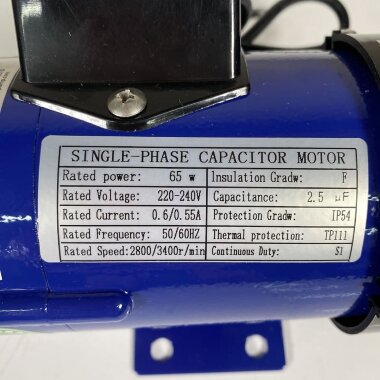 SINGLE-PHASE CAPACITOR MOTOR
Rated power: 65 w Insulation Gradw: F
Rated Voltage: 220-240V Capacitance: 2.5 μF
Rated Current: 0.6/0.55A Protection Gradw: IP54
Rated Frequency: 50/60HZ Thermal protection: TP111
Rated Speed: 2800/3400r/min Continuous Duty: S1